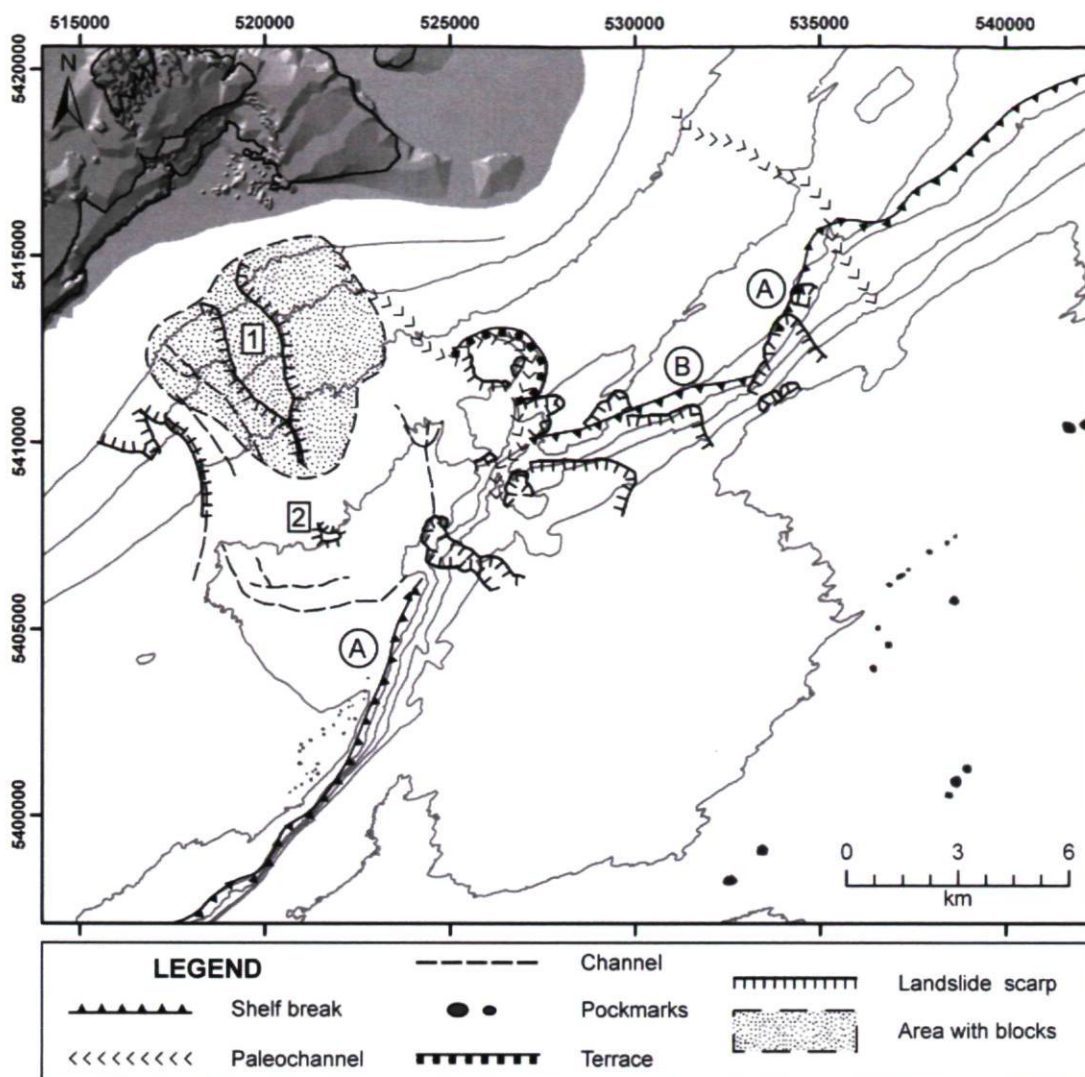 515000 520000 525000 530000 535000 540000
5420000
N
5415000
A
B
1
5410000
2
5405000
A
5400000
0 3 6
km
LEGEND
Channel
Landslide scarp
Shelf break
Pockmarks
Area with blocks
Paleochannel
Terrace